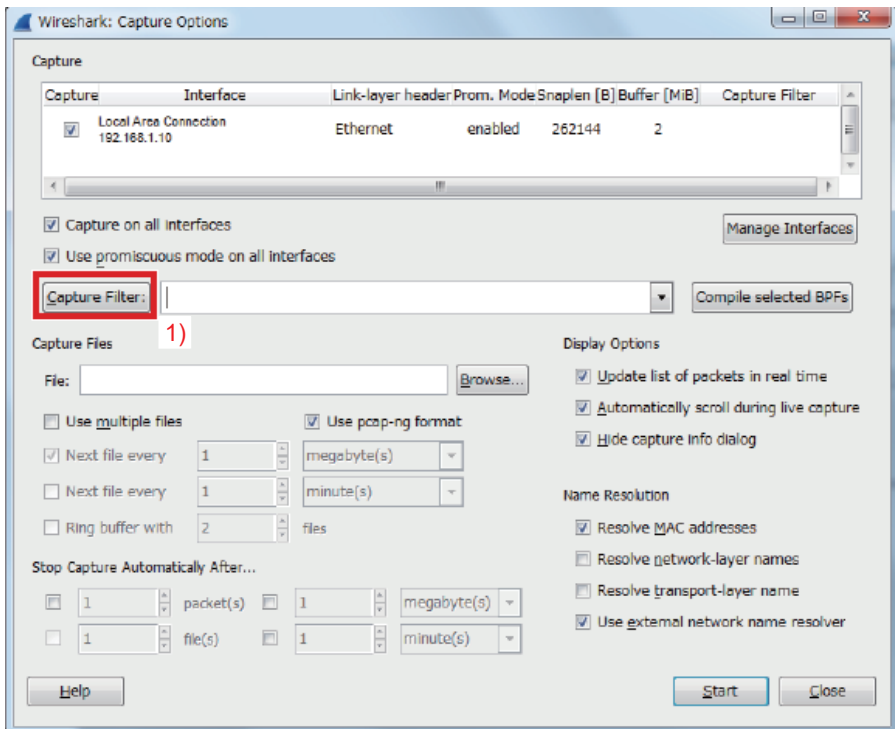 Wireshark: Capture Options
Capture
Capture Interface Link-layer header Prom. Mode Snaplen [B] Buffer [MiB] Capture Filter
Local Area Connection
192.168.1.10
Ethernet enabled 262144 2
Capture on all interfaces
Manage Interfaces
Use promiscuous mode on all interfaces
Capture Filter:
Compile selected BPFs
1)
Capture Files
File:
Browse...
Use multiple files
Use pcap-ng format
Next file every 1 megabyte(s)
Next file every 1 minute(s)
Ring buffer with 2 files
Stop Capture Automatically After...
1 packet(s) 1 megabyte(s)
1 file(s) 1 minute(s)
Display Options
Update list of packets in real time
Automatically scroll during live capture
Hide capture info dialog
Name Resolution
Resolve MAC addresses
Resolve network-layer names
Resolve transport-layer name
Use external network name resolver
Help
Start
Close